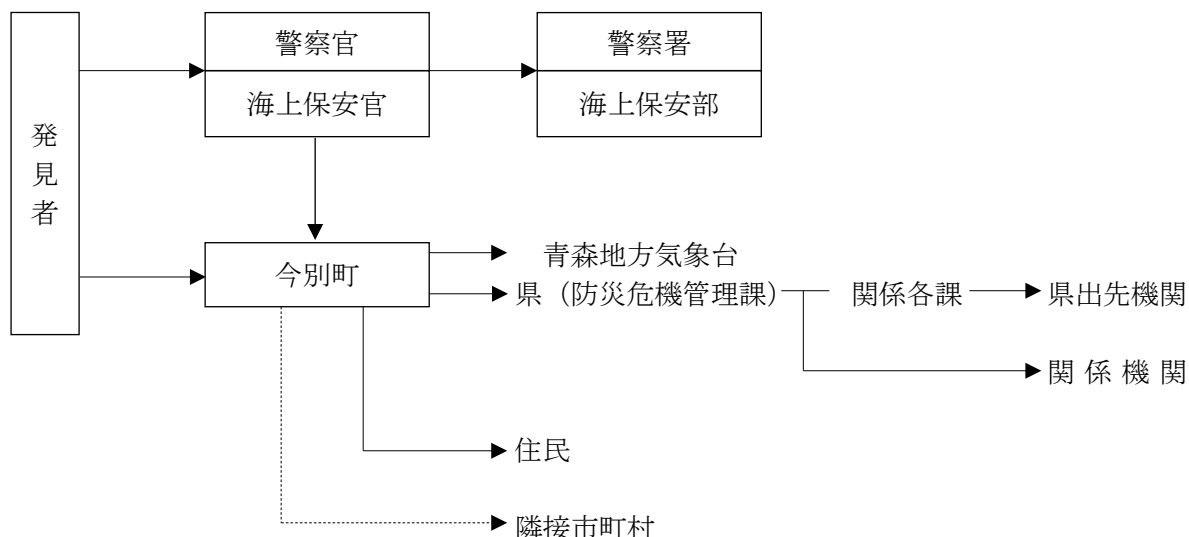 発見者
警察官
海上保安官
警察署
海上保安部
今別町
青森地方気象台
県（防災危機管理課） 関係各課 県出先機関
関係機関
住民
隣接市町村